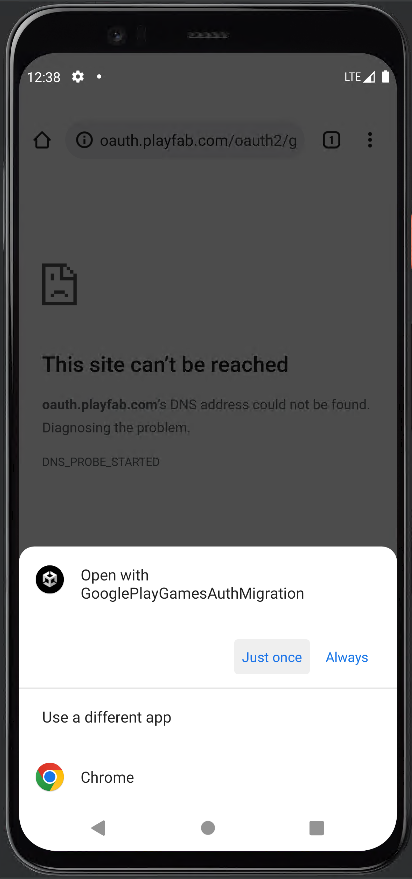 12:38
LTE
oauth.playfab.com/oauth2/g
1
This site can't be reached
oauth.playfab.com's DNS address could not be found.
Diagnosing the problem.
DNS_PROBE_STARTED
Open with
GooglePlayGamesAuthMigration
Just once
Always
Use a different app
Chrome